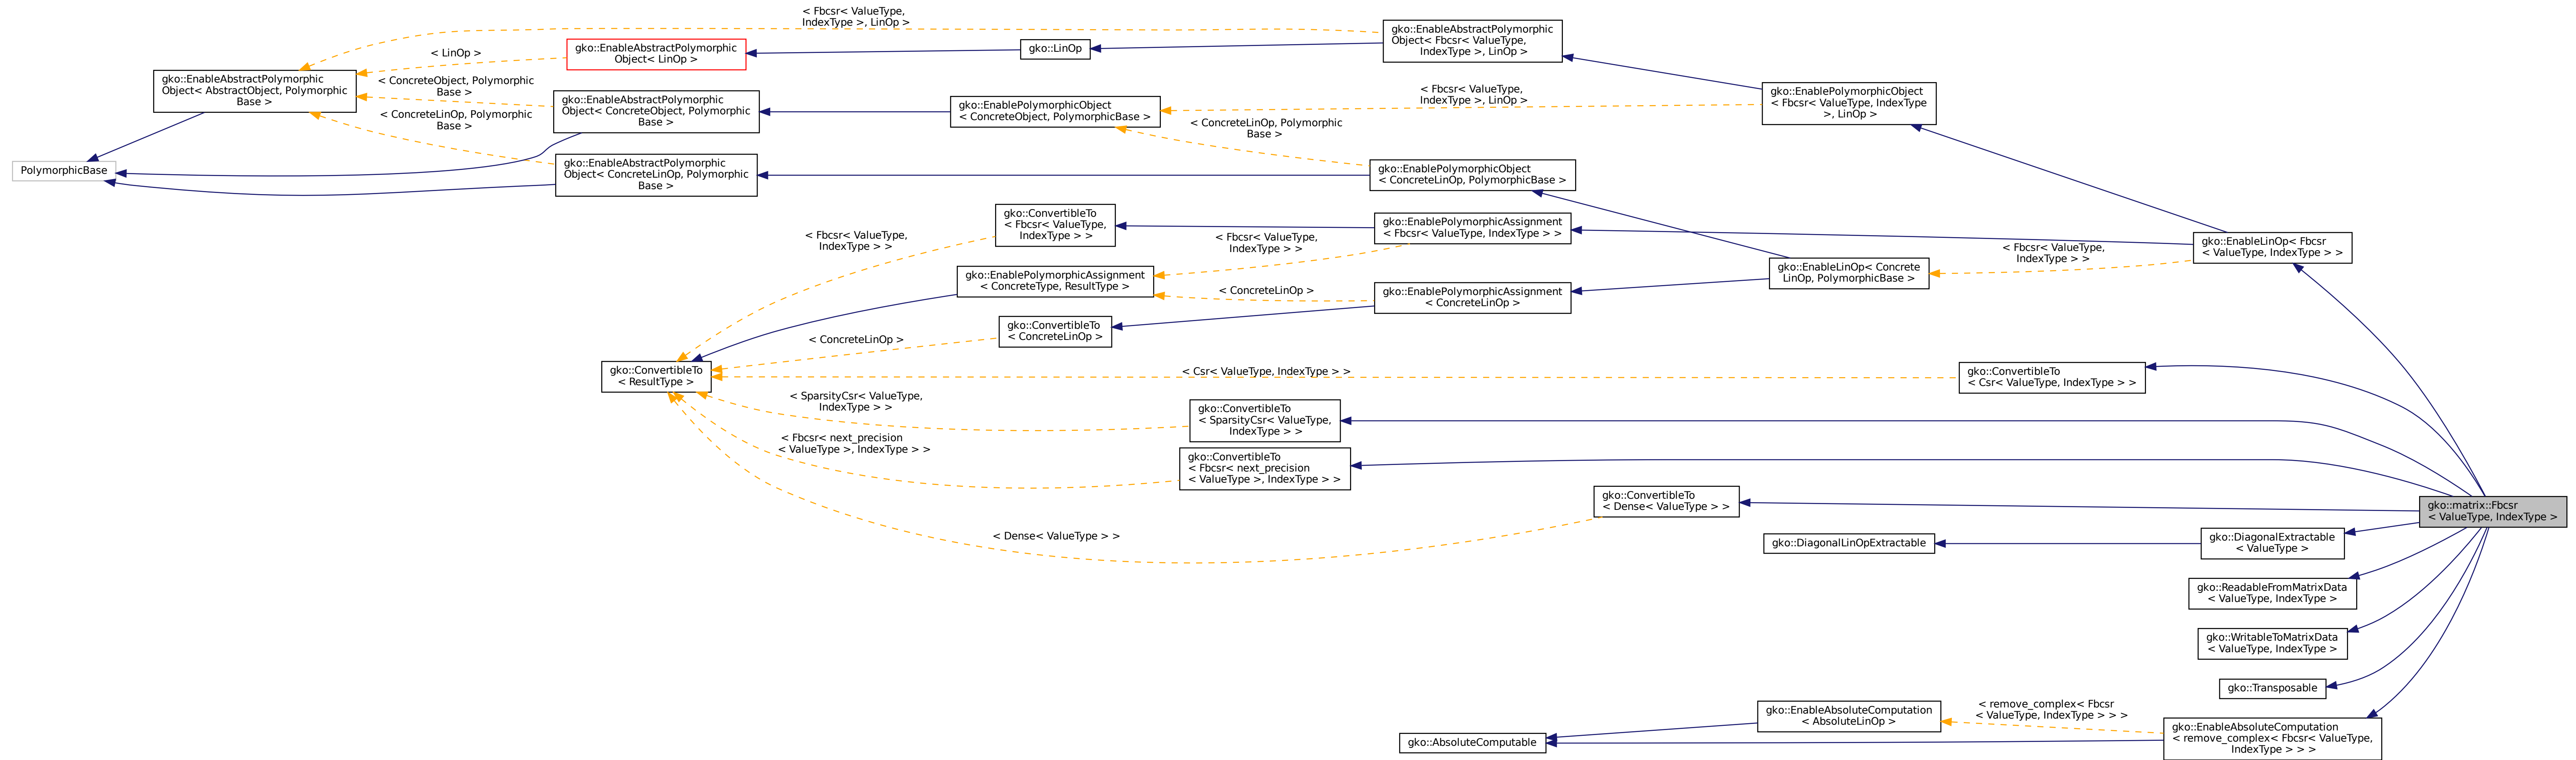 < Fbcsr< ValueType,
IndexType >, LinOp >
gko::EnableAbstractPolymorphic
Object< Fbcsr< ValueType,
IndexType >, LinOp >
gko::EnableAbstractPolymorphic
Object< LinOp >
< LinOp >
gko::LinOp
gko::EnableAbstractPolymorphic
Object< AbstractObject, Polymorphic
Base >
< ConcreteObject, Polymorphic
Base >
gko::EnableAbstractPolymorphic
Object< ConcreteObject, Polymorphic
Base >
gko::EnablePolymorphicObject
< ConcreteObject, PolymorphicBase >
< Fbcsr< ValueType,
IndexType >, LinOp >
gko::EnablePolymorphicObject
< Fbcsr< ValueType, IndexType
>, LinOp >
< ConcreteLinOp, Polymorphic
Base >
< ConcreteLinOp, Polymorphic
Base >
PolymorphicBase
gko::EnableAbstractPolymorphic
Object< ConcreteLinOp, Polymorphic
Base >
gko::EnablePolymorphicObject
< ConcreteLinOp, PolymorphicBase >
gko::ConvertibleTo
< Fbcsr< ValueType,
IndexType > >
gko::EnablePolymorphicAssignment
< Fbcsr< ValueType, IndexType > >
< Fbcsr< ValueType,
IndexType > >
< Fbcsr< ValueType,
IndexType > >
< Fbcsr< ValueType,
IndexType > >
gko::EnableLinOp< Fbcsr
< ValueType, IndexType > >
gko::EnablePolymorphicAssignment
< ConcreteType, ResultType >
gko::EnableLinOp< Concrete
LinOp, PolymorphicBase >
< ConcreteLinOp >
gko::EnablePolymorphicAssignment
< ConcreteLinOp >
gko::ConvertibleTo
< ConcreteLinOp >
< ConcreteLinOp >
gko::ConvertibleTo
< ResultType >
< Csr< ValueType, IndexType > >
gko::ConvertibleTo
< Csr< ValueType, IndexType > >
< SparsityCsr< ValueType,
IndexType > >
gko::ConvertibleTo
< SparsityCsr< ValueType,
IndexType > >
< Fbcsr< next_precision
< ValueType >, IndexType > >
gko::ConvertibleTo
< Fbcsr< next_precision
< ValueType >, IndexType > >
gko::ConvertibleTo
< Dense< ValueType > >
< Dense< ValueType > >
gko::matrix::Fbcsr
< ValueType, IndexType >
gko::DiagonalLinOpExtractable
gko::DiagonalExtractable
< ValueType >
gko::ReadableFromMatrixData
< ValueType, IndexType >
gko::WritableToMatrixData
< ValueType, IndexType >
gko::Transposable
gko::EnableAbsoluteComputation
< AbsoluteLinOp >
< remove_complex< Fbcsr
< ValueType, IndexType > > >
gko::AbsoluteComputable
gko::EnableAbsoluteComputation
< remove_complex< Fbcsr< ValueType,
IndexType > > >